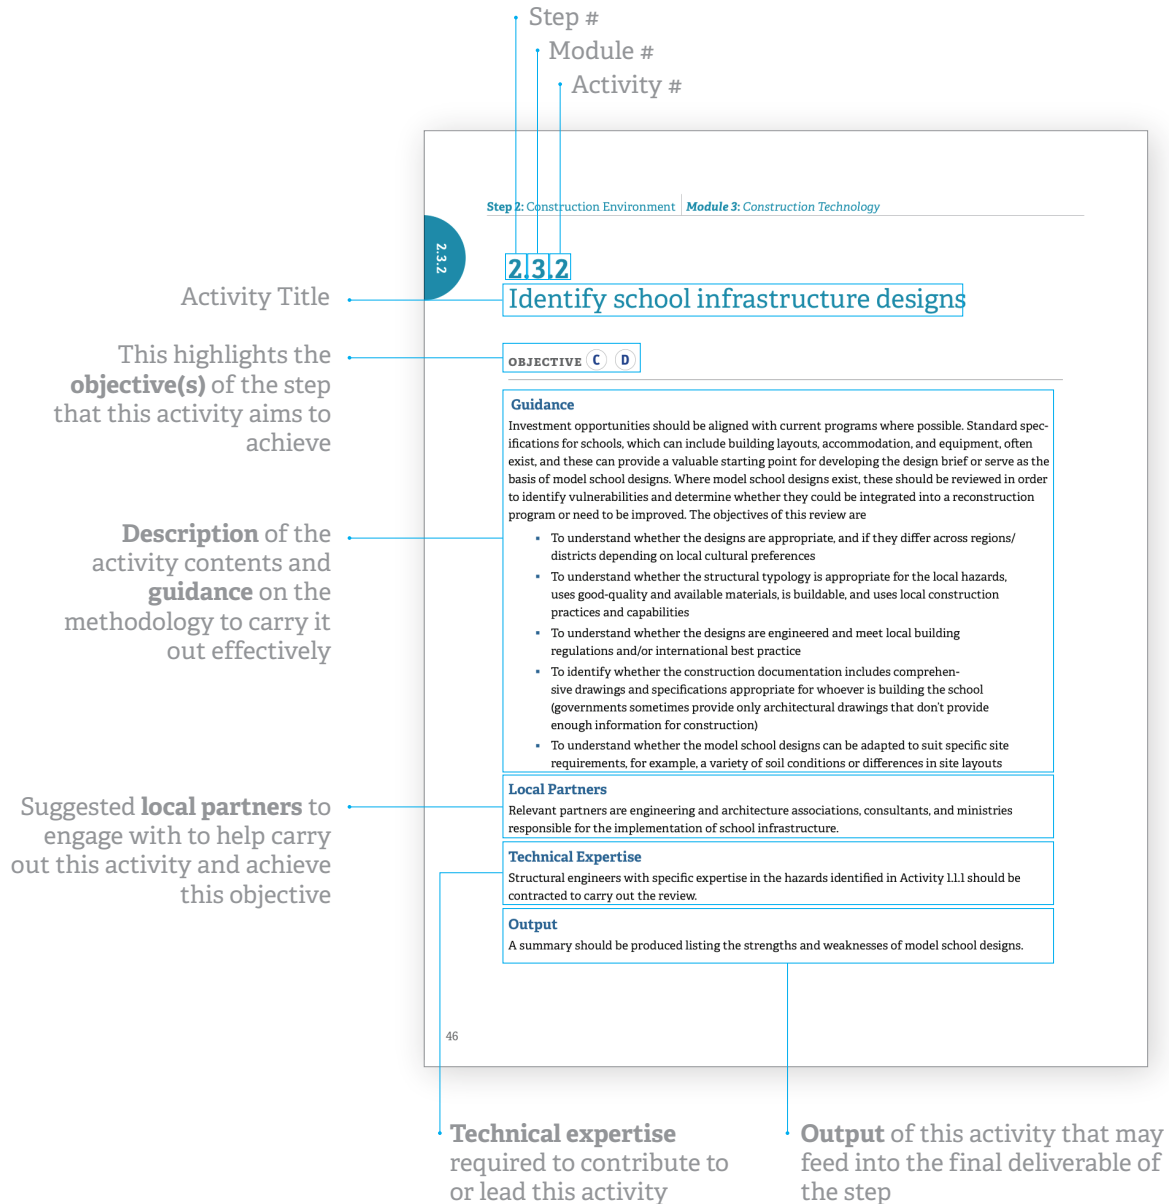 Step #
Module #
Activity #
Step 2: Construction Environment Module 3: Construction Technology
2.3.2
2.3.2
Activity Title
Identify school infrastructure designs
This highlights the
objective(s) of the step
that this activity aims to
achieve
OBJECTIVE C D
Guidance
Investment opportunities should be aligned with current programs where possible. Standard spec-
ifications for schools, which can include building layouts, accommodation, and equipment, often
exist, and these can provide a valuable starting point for developing the design brief or serve as the
basis of model school designs. Where model school designs exist, these should be reviewed in order
to identify vulnerabilities and determine whether they could be integrated into a reconstruction
program or need to be improved. The objectives of this review are
▪ To understand whether the designs are appropriate, and if they differ across regions/
districts depending on local cultural preferences
▪ To understand whether the structural typology is appropriate for the local hazards,
uses good-quality and available materials, is buildable, and uses local construction
practices and capabilities
▪ To understand whether the designs are engineered and meet local building
regulations and/or international best practice
▪ To identify whether the construction documentation includes comprehen-
sive drawings and specifications appropriate for whoever is building the school
(governments sometimes provide only architectural drawings that don't provide
enough information for construction)
▪ To understand whether the model school designs can be adapted to suit specific site
requirements, for example, a variety of soil conditions or differences in site layouts
Description of the
activity contents and
guidance on the
methodology to carry it
out effectively
Local Partners
Relevant partners are engineering and architecture associations, consultants, and ministries
responsible for the implementation of school infrastructure.
Suggested local partners to
engage with to help carry
out this activity and achieve
this objective
Technical Expertise
Structural engineers with specific expertise in the hazards identified in Activity 1.1.1 should be
contracted to carry out the review.
Output
A summary should be produced listing the strengths and weaknesses of model school designs.
46
Technical expertise
required to contribute to
or lead this activity
Output of this activity that may
feed into the final deliverable of
the step